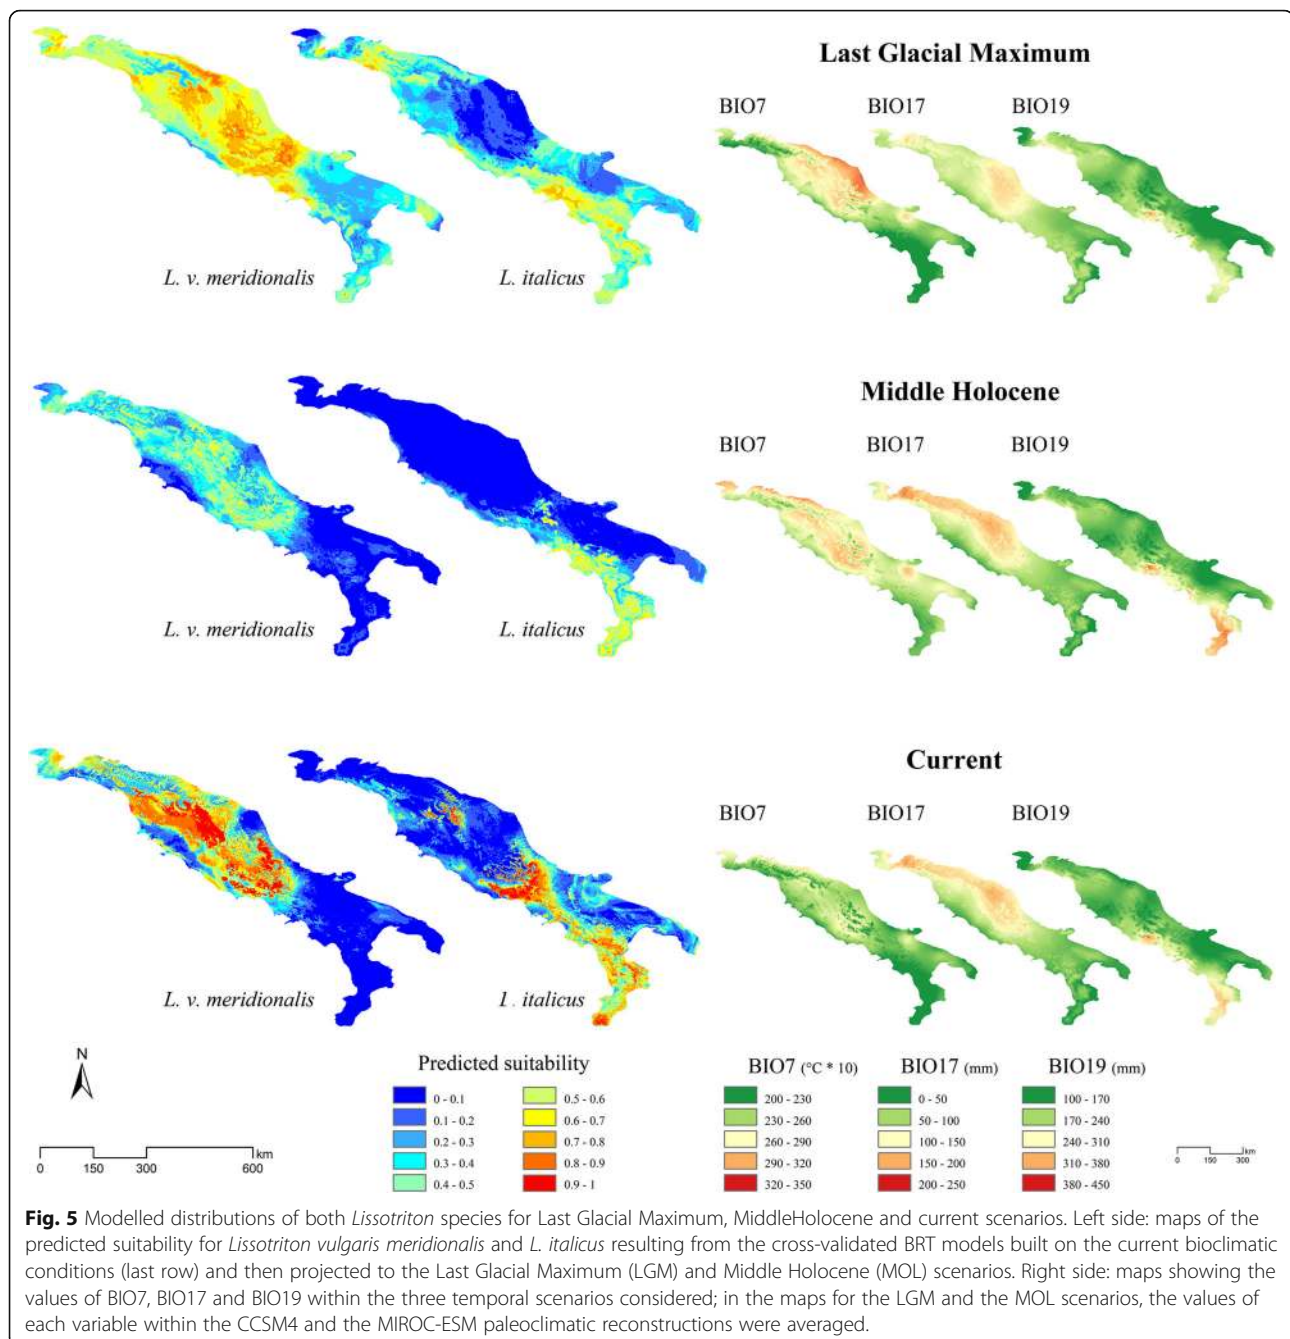 Last Glacial Maximum
BIO7 BIO17 BIO19
L. v. meridionalis L. italicus
Middle Holocene
BIO7 BIO17 BIO19
L. v. meridionalis L. italicus
Current
BIO7 BIO17 BIO19
L. v. meridionalis I . italicus
N
0 150 300 600 km
Predicted suitability
0 - 0.1 0.5 - 0.6
0.1 - 0.2 0.6 - 0.7
0.2 - 0.3 0.7 - 0.8
0.3 - 0.4 0.8 - 0.9
0.4 - 0.5 0.9 - 1
BIO7 (°C * 10) BIO17 (mm) BIO19 (mm)
200 - 230 0 - 50 100 - 170
230 - 260 50 - 100 170 - 240
260 - 290 100 - 150 240 - 310
290 - 320 150 - 200 310 - 380
320 - 350 200 - 250 380 - 450
0 150 300 km
Fig. 5 Modelled distributions of both Lissotriton species for Last Glacial Maximum, MiddleHolocene and current scenarios. Left side: maps of the
predicted suitability for Lissotriton vulgaris meridionalis and L. italicus resulting from the cross-validated BRT models built on the current bioclimatic
conditions (last row) and then projected to the Last Glacial Maximum (LGM) and Middle Holocene (MOL) scenarios. Right side: maps showing the
values of BIO7, BIO17 and BIO19 within the three temporal scenarios considered; in the maps for the LGM and the MOL scenarios, the values of
each variable within the CCSM4 and the MIROC-ESM paleoclimatic reconstructions were averaged.